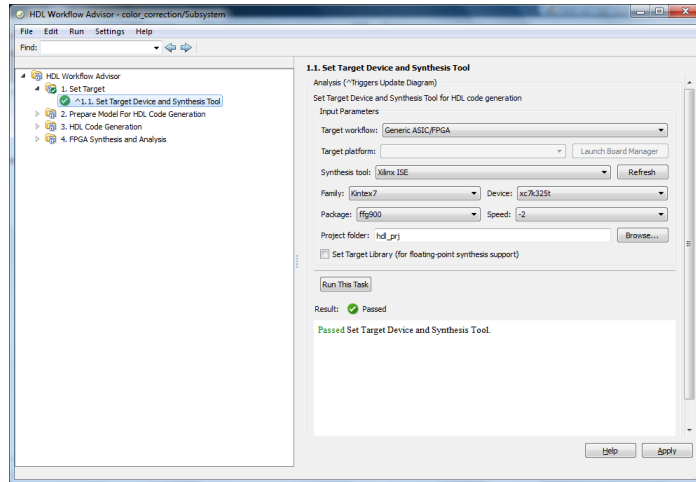 HDL Workflow Advisor - color_correction/Subsystem
File Edit Run Settings Help
Find:
HDL Workflow Advisor
1. Set Target
^1.1. Set Target Device and Synthesis Tool
2. Prepare Model For HDL Code Generation
3. HDL Code Generation
4. FPGA Synthesis and Analysis
1.1. Set Target Device and Synthesis Tool
Analysis (^Triggers Update Diagram)
Set Target Device and Synthesis Tool for HDL code generation
Input Parameters
Target workflow: Generic ASIC/FPGA
Target platform: Launch Board Manager
Synthesis tool: Xilinx ISE Refresh
Family: Kintex7 Device: xc7k325t
Package: ffg900 Speed: -2
Project folder: hdl_prj Browse...
Set Target Library (for floating-point synthesis support)
Run This Task
Result: Passed
Passed Set Target Device and Synthesis Tool.
Help Apply